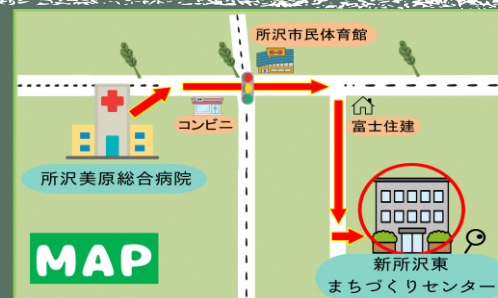 所沢市民体育館
コンビニ
富士住建
所沢美原総合病院
MAP
新所沢東
まちづくりセンター